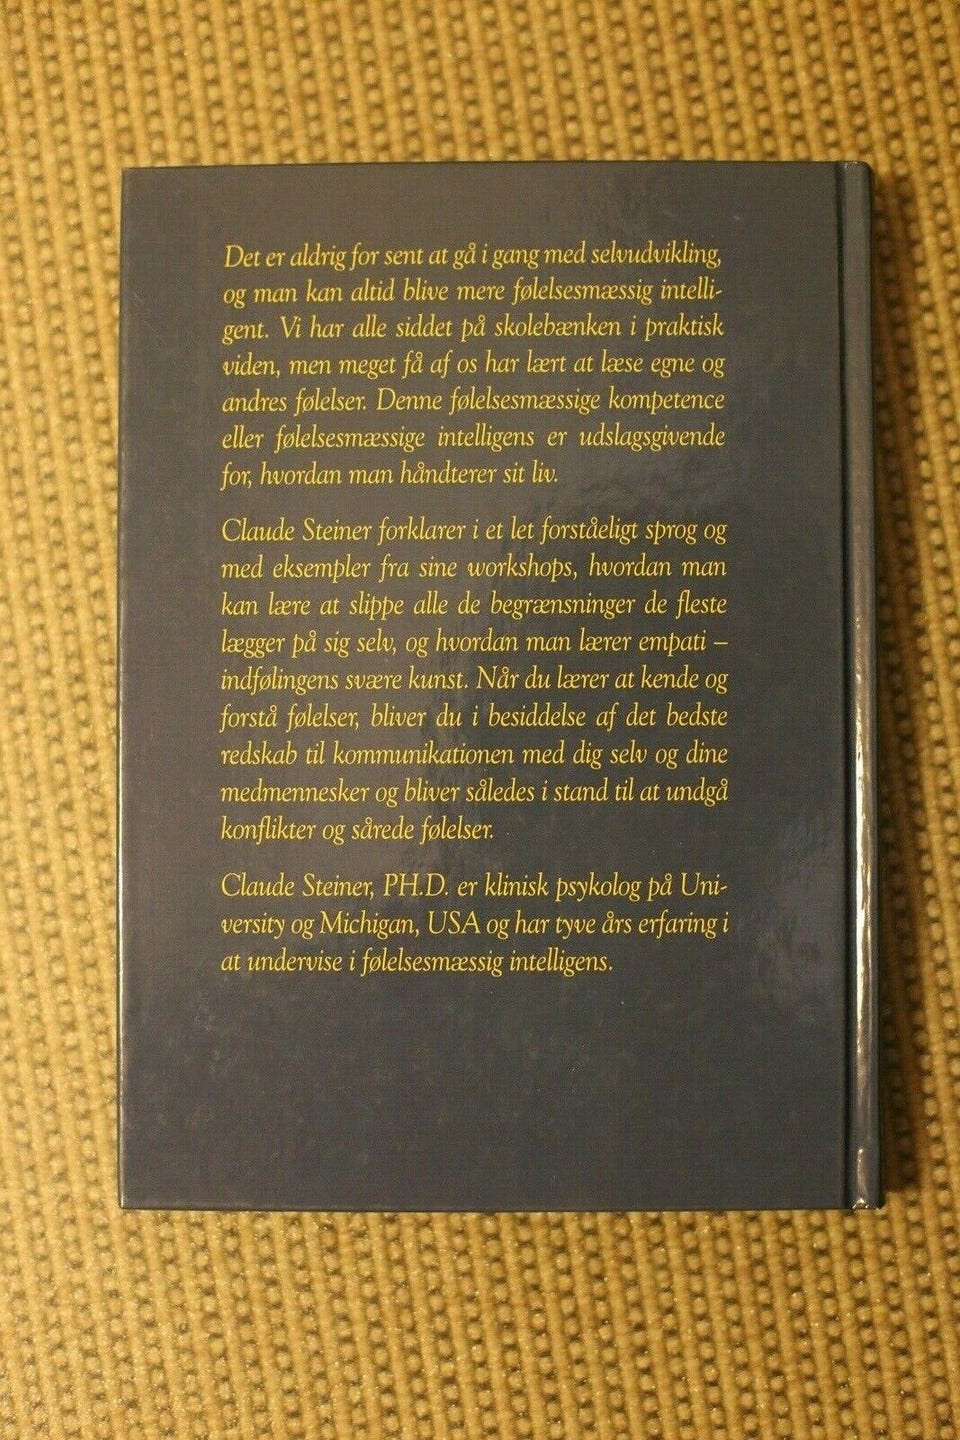 Det er aldrig for sent at gå i gang med selvudvikling,
og man kan altid blive mere følelsesmæssig intelli-
gent. Vi har alle siddet på skolebænken i praktisk
viden, men meget få af os har lært at læse egne og
andres følelser. Denne følelsesmæssige kompetence
eller følelsesmæssige intelligens er udslagsgivende
for, hvordan man håndterer sit liv.
Claude Steiner forklarer i et let forståeligt sprog og
med eksempler fra sine workshops, hvordan man
kan lære at slippe alle de begrænsninger de fleste
lægger på sig selv, og hvordan man lærer empati –
indfølingens svære kunst. Når du lærer at kende og
forstå følelser, bliver du i besiddelse af det bedste
redskab til kommunikationen med dig selv og dine
medmennesker og bliver således i stand til at undgå
konflikter og sårede følelser.
Claude Steiner, PH.D. er klinisk psykolog på Uni-
versity og Michigan, USA og har tyve års erfaring i
at undervise i følelsesmæssig intelligens.